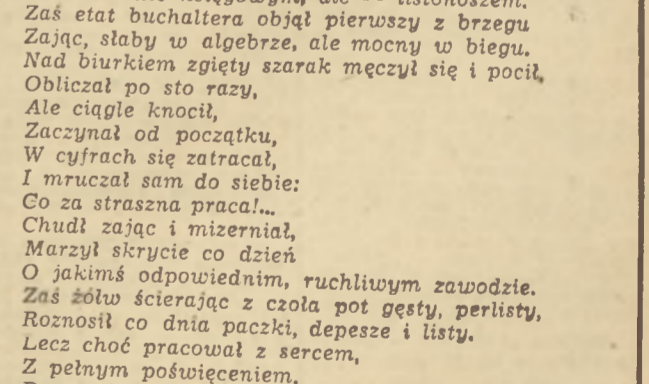 listonoszem.
Zaś etat buchaltera objął pierwszy z brzegu
Zając, słaby w algebrze, ale mocny w biegu.
Nad biurkiem zgięty szarak męczył się i pocił,
Obliczał po sto razy,
Ale ciągle knocił,
Zaczynał od początku,
W cyfrach się zatracał,
I mruczał sam do siebie:
Co za straszna praca!...
Chudł zając i mizerniał,
Marzył skrycie co dzień
O jakimś odpowiednim, ruchliwym zawodzie.
Zaś żółw ścierając z czoła pot gęsty, perlisty,
Roznosił co dnia paczki, depesze i listy.
Lecz choć pracował z sercem,
Z pełnym poświęceniem,